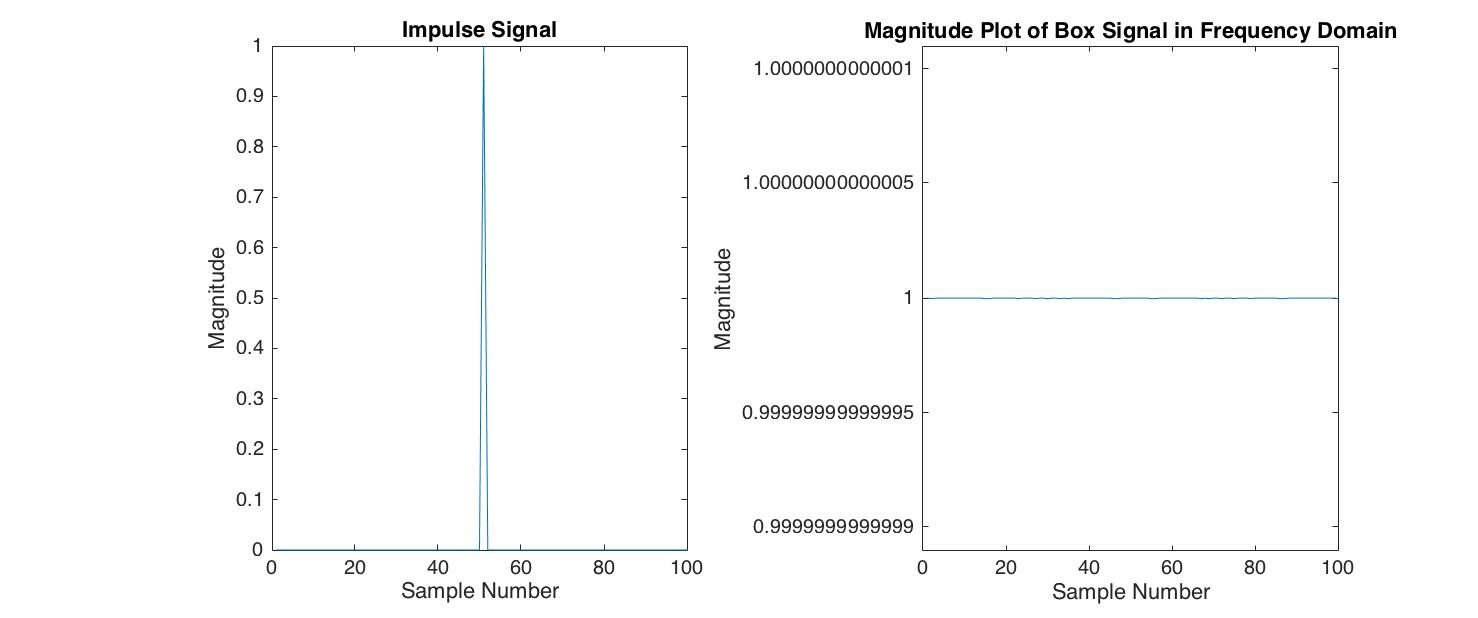 Impulse Signal
1
0.9
0.8
0.7
0.6
0.5
0.4
0.3
0.2
0.1
0
Magnitude
0 20 40 60 80 100
Sample Number
Magnitude Plot of Box Signal in Frequency Domain
1.0000000000001
1.00000000000005
1
0.99999999999995
0.9999999999999
Magnitude
0 20 40 60 80 100
Sample Number